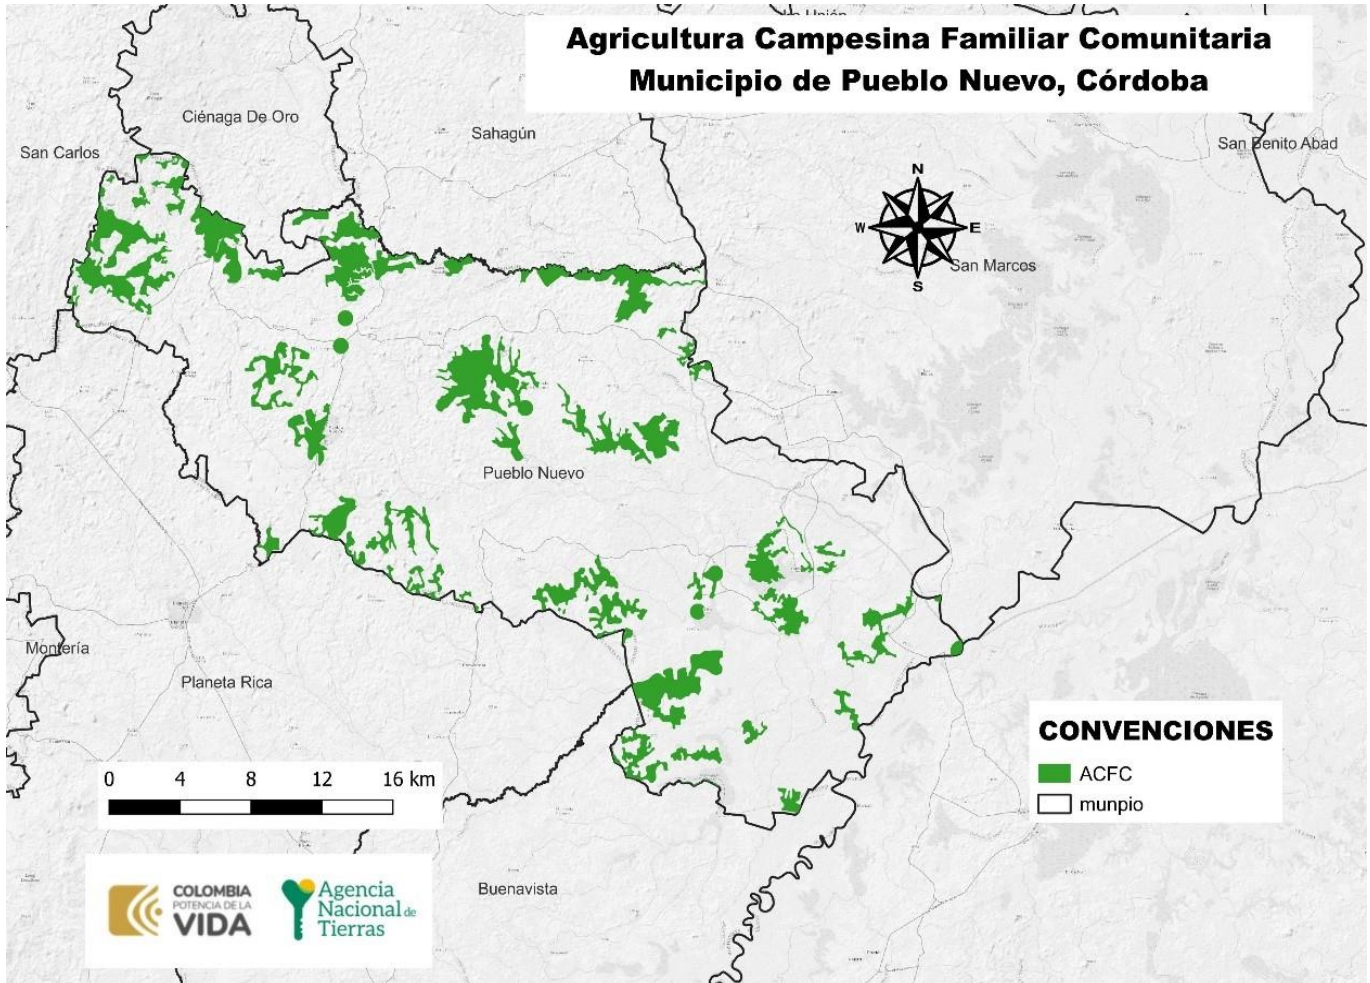 La Unión
Agricultura Campesina Familiar Comunitaria
Municipio de Pueblo Nuevo, Córdoba
Ciénaga De Oro
Sahagún
San Carlos
San Benito Abad
N
W
E
S
San Marcos
Pueblo Nuevo
Montería
Planeta Rica
CONVENCIONES
ACFC
munpio
0 4 8 12 16 km
Buenavista
COLOMBIA
POTENCIA DE LA
VIDA
Agencia
Nacional de
Tierras